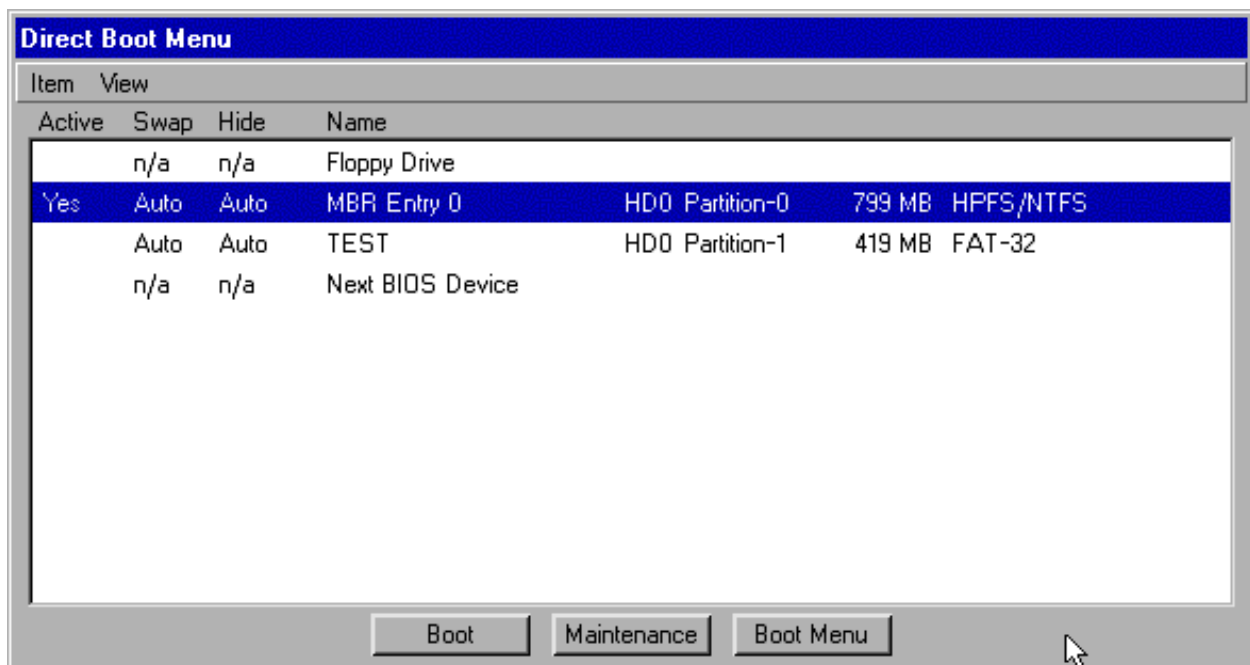 Direct Boot Menu
Item View
Active Swap Hide Name
n/a n/a Floppy Drive
Yes Auto Auto MBR Entry 0 HD0 Partition-0 799 MB HPFS/NTFS
Auto Auto TEST HD0 Partition-1 419 MB FAT-32
n/a n/a Next BIOS Device
Boot Maintenance Boot Menu